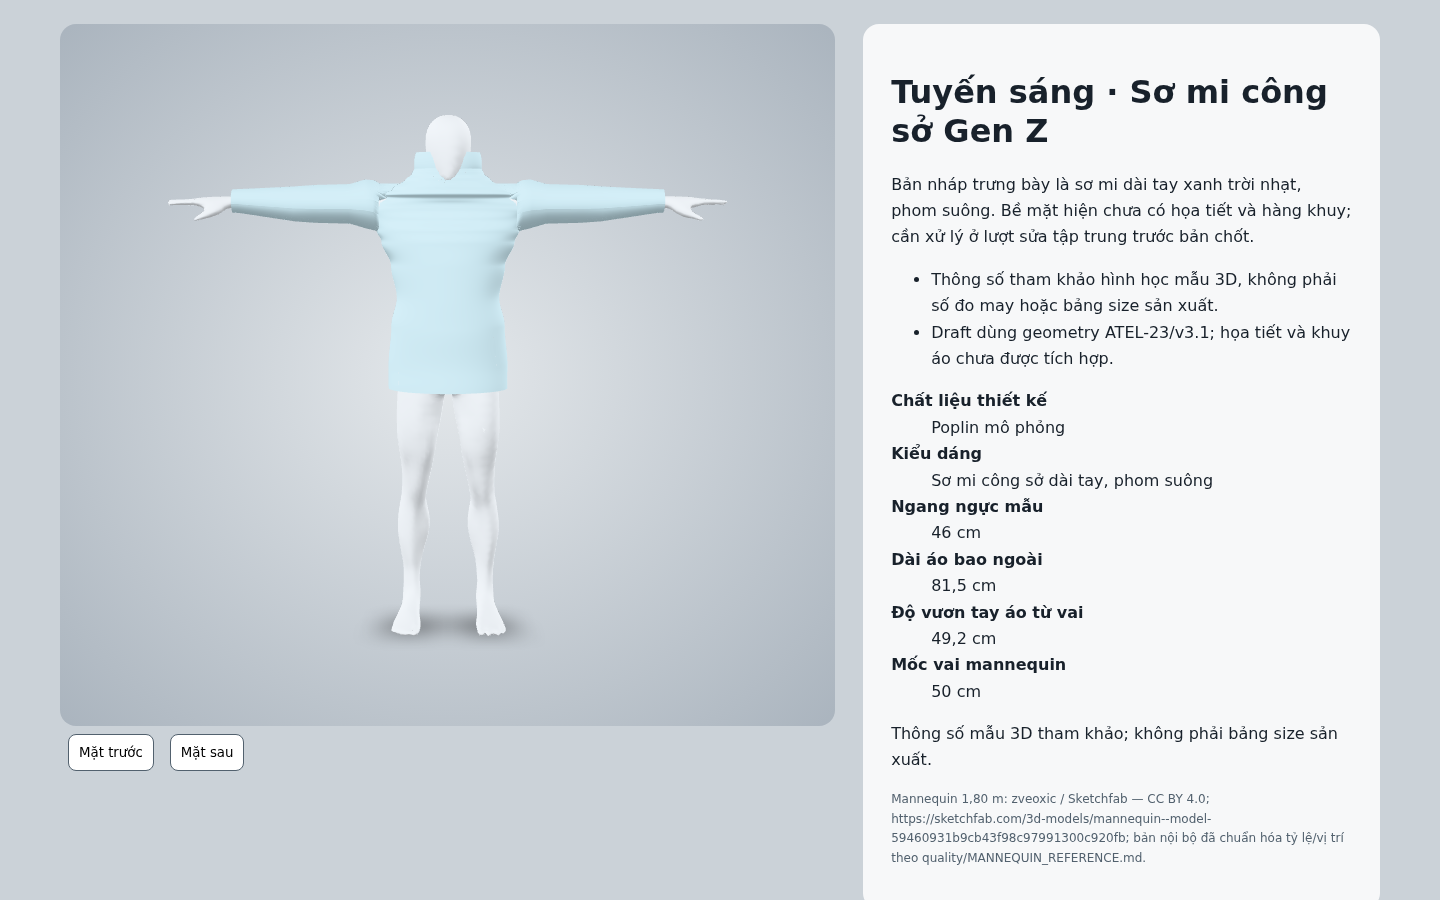 Tuyến sáng · Sơ mi công
sở Gen Z
Bản nháp trưng bày là sơ mi dài tay xanh trời nhạt,
phom suông. Bề mặt hiện chưa có họa tiết và hàng khuy;
cần xử lý ở lượt sửa tập trung trước bản chốt.
• Thông số tham khảo hình học mẫu 3D, không phải
số đo may hoặc bảng size sản xuất.
• Draft dùng geometry ATEL-23/v3.1; họa tiết và khuy
áo chưa được tích hợp.
Chất liệu thiết kế
Poplin mô phỏng
Kiểu dáng
Sơ mi công sở dài tay, phom suông
Ngang ngực mẫu
46 cm
Dài áo bao ngoài
81,5 cm
Độ vươn tay áo từ vai
49,2 cm
Mốc vai mannequin
50 cm
Thông số mẫu 3D tham khảo; không phải bảng size sản
xuất.
Mannequin 1,80 m: zveoxic / Sketchfab — CC BY 4.0;
https://sketchfab.com/3d-models/mannequin--model-
59460931b9cb43f98c97991300c920fb; bản nội bộ đã chuẩn hóa tỷ lệ/vị trí
theo quality/MANNEQUIN_REFERENCE.md.
Mặt trước
Mặt sau